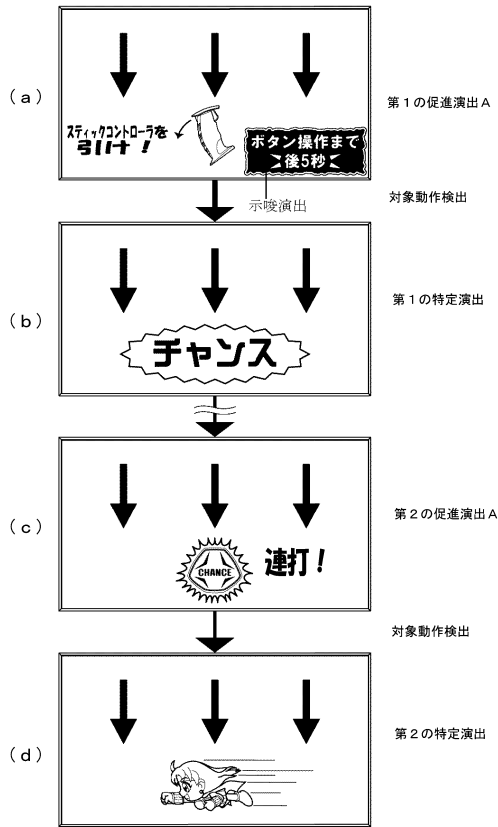 (a)
第1の促進演出A
スティックコントローラを
引け!
ボタン操作まで
後5秒
示唆演出
対象動作検出
(b)
第1の特定演出
チャンス
(c)
第2の促進演出A
CHANCE
連打!
対象動作検出
(d)
第2の特定演出